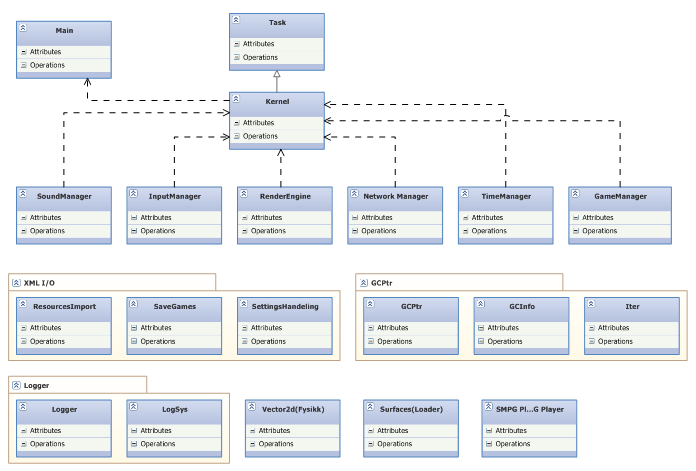 Main
Attributes
Operations
Task
Attributes
Operations
Kernel
Attributes
Operations
SoundManager
Attributes
Operations
InputManager
Attributes
Operations
RenderEngine
Attributes
Operations
Network Manager
Attributes
Operations
TimeManager
Attributes
Operations
GameManager
Attributes
Operations
XML I/O
ResourcesImport
Attributes
Operations
SaveGames
Attributes
Operations
SettingsHandeling
Attributes
Operations
GCPtr
GCPtr
Attributes
Operations
GCInfo
Attributes
Operations
Iter
Attributes
Operations
Logger
Logger
Attributes
Operations
LogSys
Attributes
Operations
Vector2d(Fysikk)
Attributes
Operations
Surfaces(Loader)
Attributes
Operations
SMPG Pl...G Player
Attributes
Operations